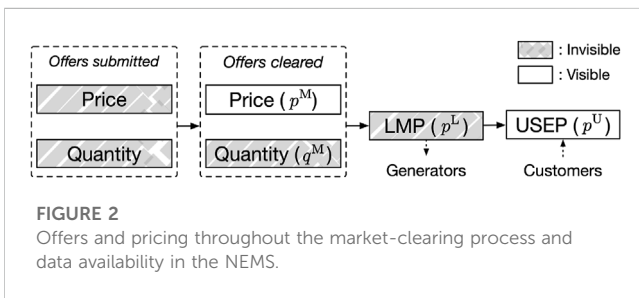 Offers submitted
Offers cleared
: Invisible
: Visible
Price
Price (p^M)
Quantity
Quantity (q^M)
LMP (p^L)
USEP (p^U)
Generators
Customers
FIGURE 2
Offers and pricing throughout the market-clearing process and
data availability in the NEMS.